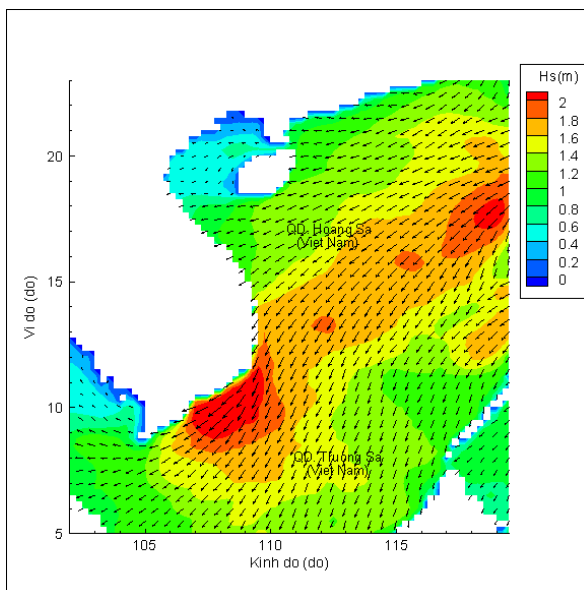 Hs(m)
2
1.8
1.6
1.4
1.2
1
0.8
0.6
0.4
0.2
0
20
15
10
5
Vi do (do)
QD. Hoang Sa
(Viet Nam)
QD. Truong Sa
(Viet Nam)
105
110
115
Kinh do (do)